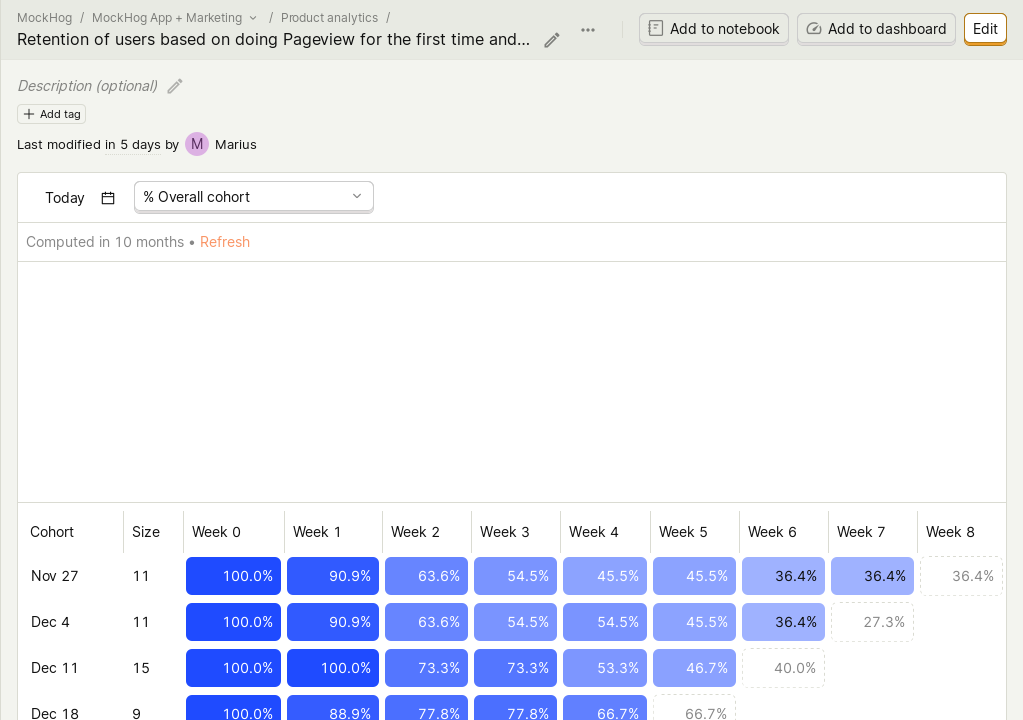 MockHog / MockHog App + Marketing / Product analytics /
Retention of users based on doing Pageview for the first time and...
Add to notebook
Add to dashboard
Edit
Description (optional)
Add tag
Last modified in 5 days by M Marius
Today
% Overall cohort
Computed in 10 months • Refresh
Cohort Size Week 0 Week 1 Week 2 Week 3 Week 4 Week 5 Week 6 Week 7 Week 8
Nov 27 11 100.0% 90.9% 63.6% 54.5% 45.5% 45.5% 36.4% 36.4% 36.4%
Dec 4 11 100.0% 90.9% 63.6% 54.5% 54.5% 45.5% 36.4% 27.3%
Dec 11 15 100.0% 100.0% 73.3% 73.3% 53.3% 46.7% 40.0%
Dec 18 9 100.0% 88.9% 77.8% 77.8% 66.7% 66.7%